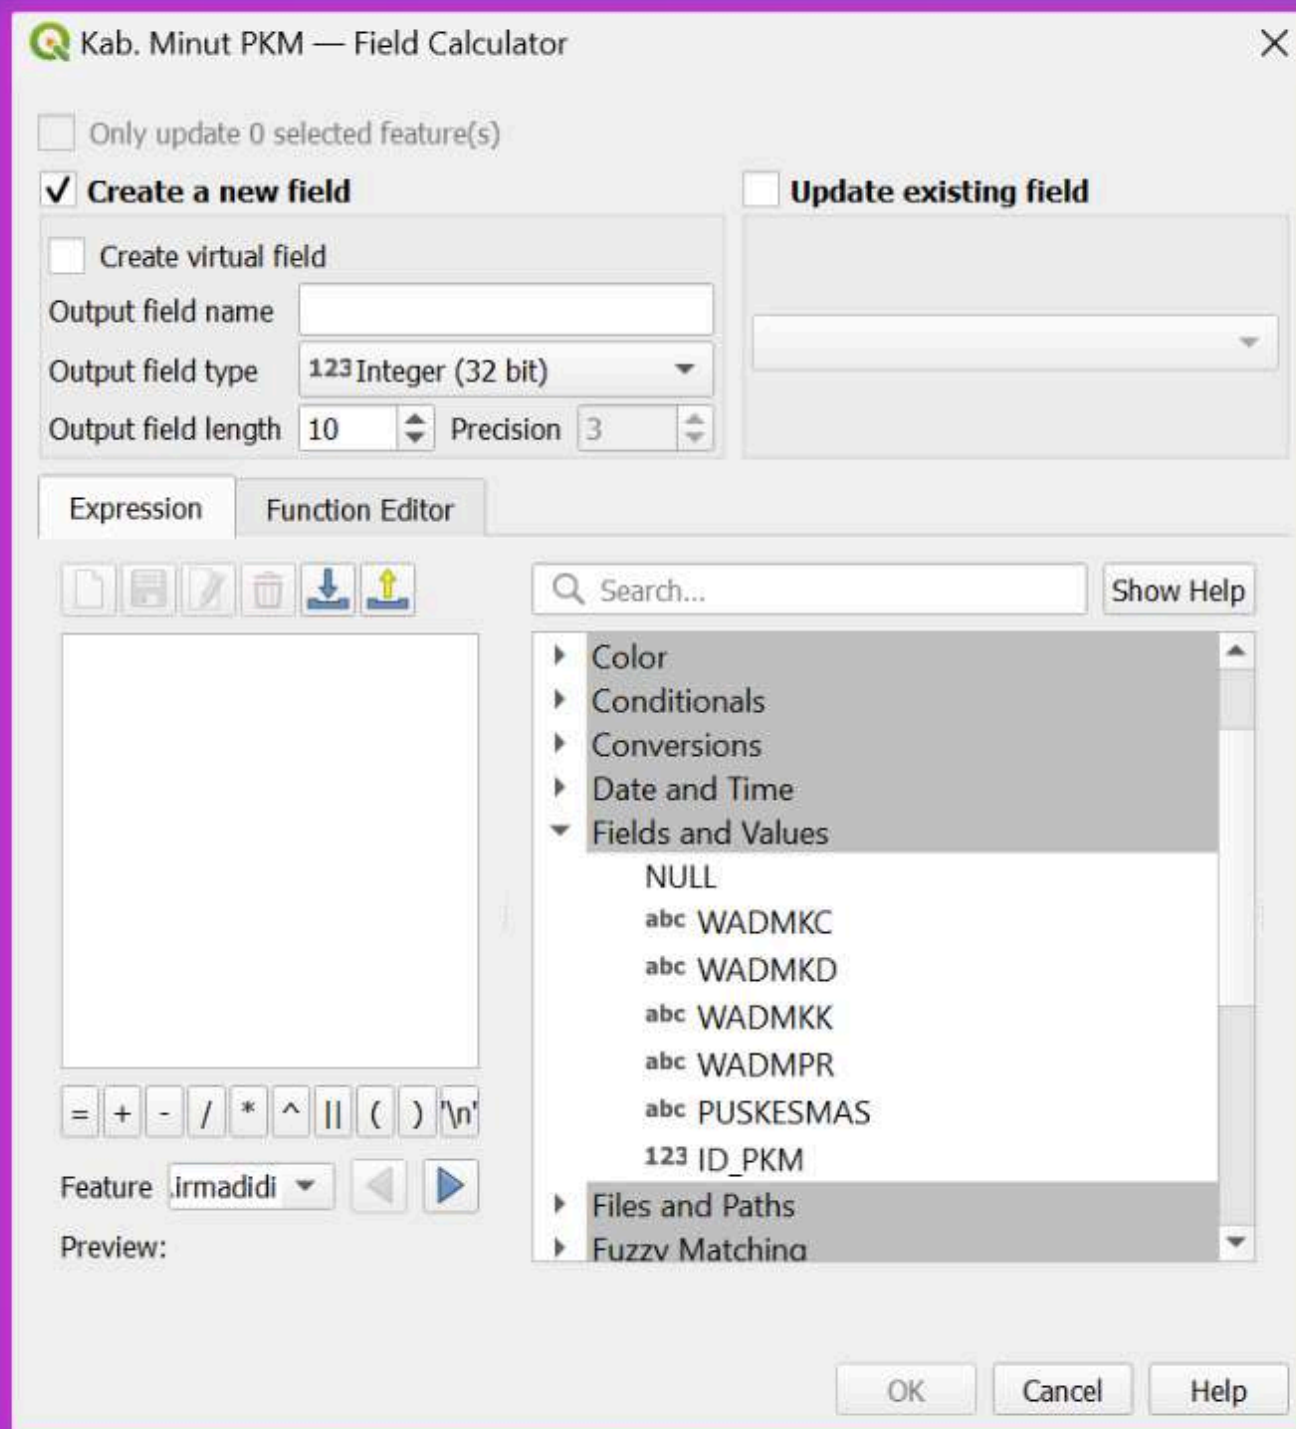 Kab. Minut PKM — Field Calculator
Only update 0 selected feature(s)
Create a new field
Update existing field
Create virtual field
Output field name
Output field type 123 Integer (32 bit)
Output field length 10 Precision 3
Expression Function Editor
Search... Show Help
Color
Conditionals
Conversions
Date and Time
Fields and Values
NULL
abc WADMKC
abc WADMKD
abc WADMKK
abc WADMPR
abc PUSKESMAS
123 ID_PKM
Files and Paths
Fuzzy Matching
= + - / * ^ || ( ) '\n'
Feature .irmadidi
Preview:
OK Cancel Help